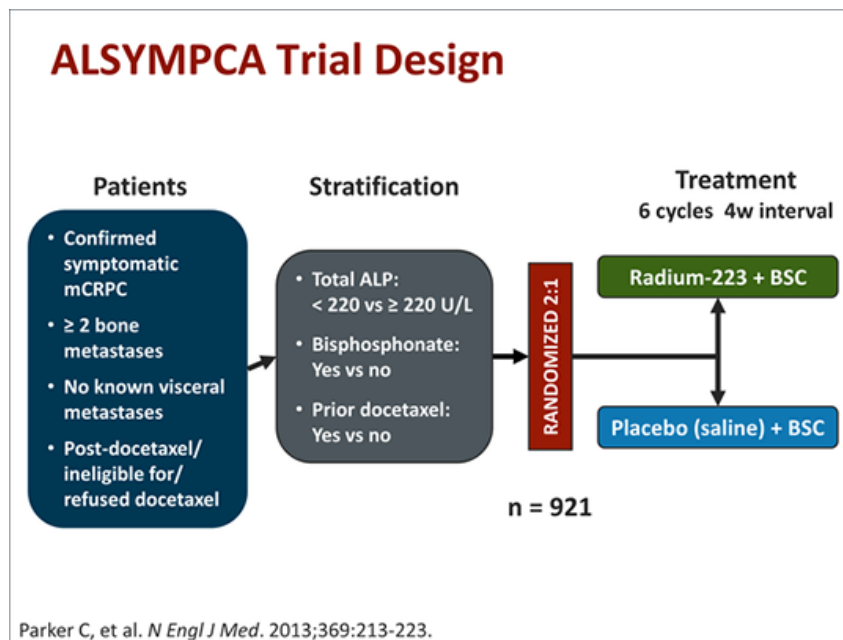 ALSYMPCA Trial Design
Patients
• Confirmed
symptomatic
mCRPC
• ≥ 2 bone
metastases
• No known visceral
metastases
• Post-docetaxel/
ineligible for/
refused docetaxel
Stratification
• Total ALP:
< 220 vs ≥ 220 U/L
• Bisphosphonate:
Yes vs no
• Prior docetaxel:
Yes vs no
RANDOMIZED 2:1
n = 921
Treatment
6 cycles 4w interval
Radium-223 + BSC
Placebo (saline) + BSC
Parker C, et al. N Engl J Med. 2013;369:213-223.